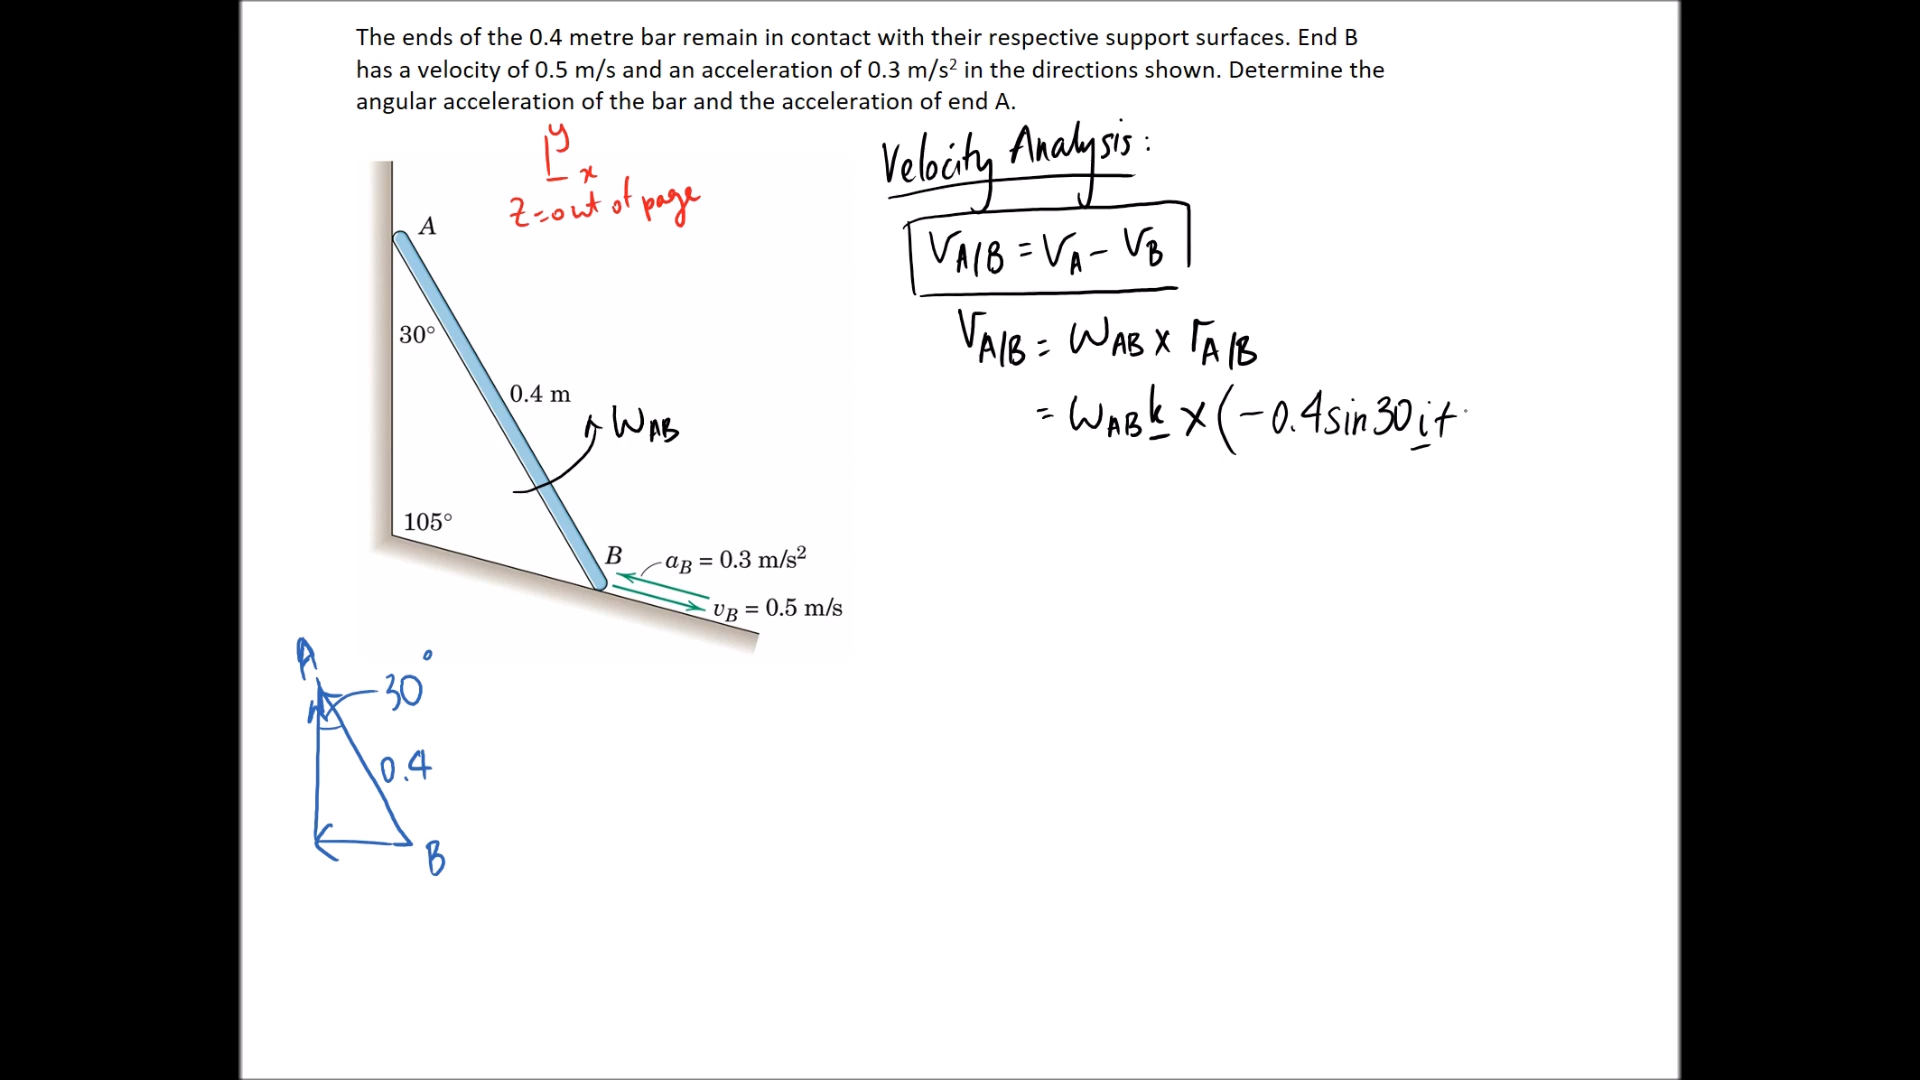 The ends of the 0.4 metre bar remain in contact with their respective support surfaces. End B
has a velocity of 0.5 m/s and an acceleration of 0.3 m/s² in the directions shown. Determine the
angular acceleration of the bar and the acceleration of end A.
y
x
z=out of page
A
30°
0.4 m
ω_AB
105°
B
a_B = 0.3 m/s²
v_B = 0.5 m/s
A
30°
0.4
B
Velocity Analysis:
V_A/B = V_A - V_B
V_A/B = ω_AB x r_A/B
= ω_AB k x (-0.4sin30 i +